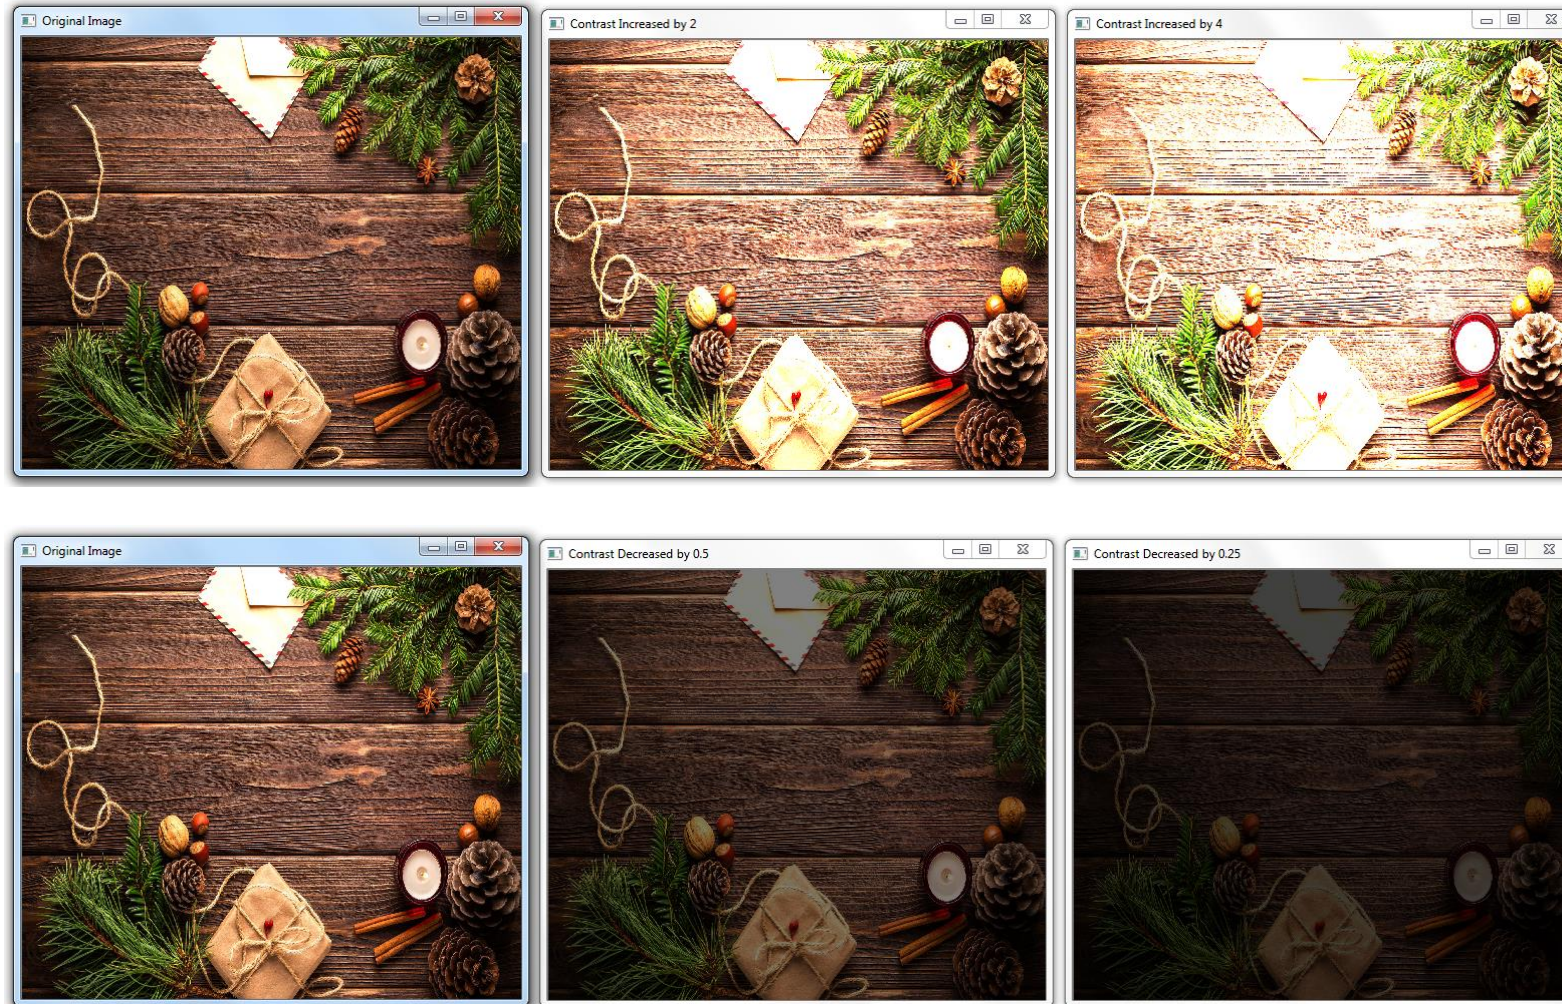 Original Image
Contrast Increased by 2
Contrast Increased by 4
Original Image
Contrast Decreased by 0.5
Contrast Decreased by 0.25